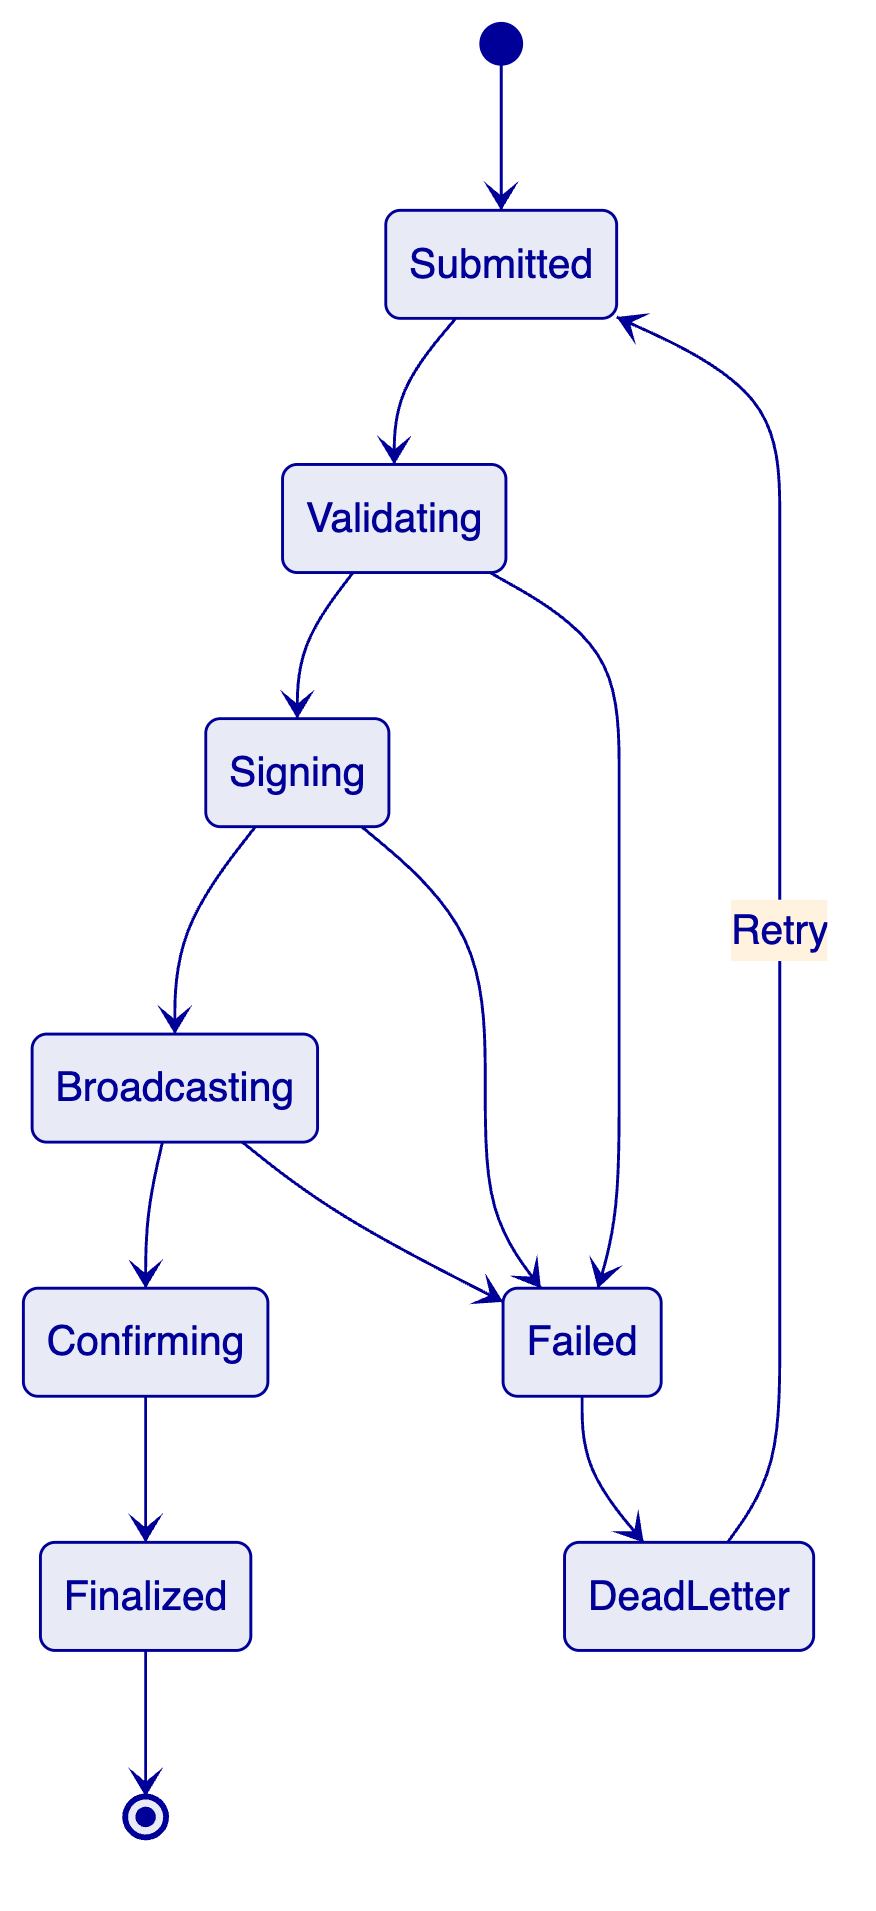 Submitted
Validating
Signing
Retry
Broadcasting
Confirming
Failed
Finalized
DeadLetter